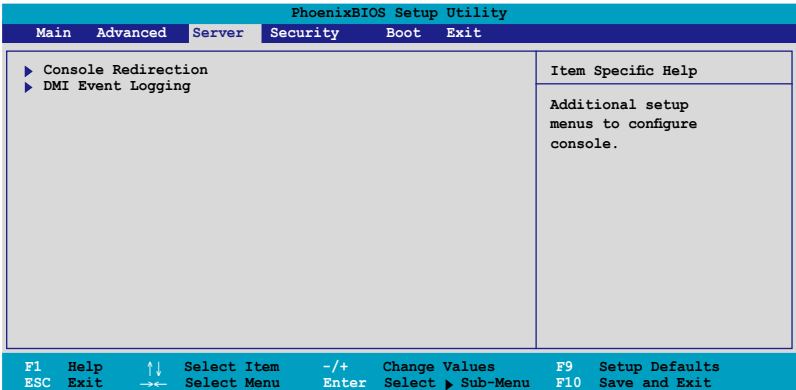 PhoenixBIOS Setup Utility
Main Advanced Server Security Boot Exit
Console Redirection
DMI Event Logging
Item Specific Help
Additional setup
menus to configure
console.
F1 Help ↑↓ Select Item -/+ Change Values F9 Setup Defaults
ESC Exit →← Select Menu Enter Select ▶ Sub-Menu F10 Save and Exit